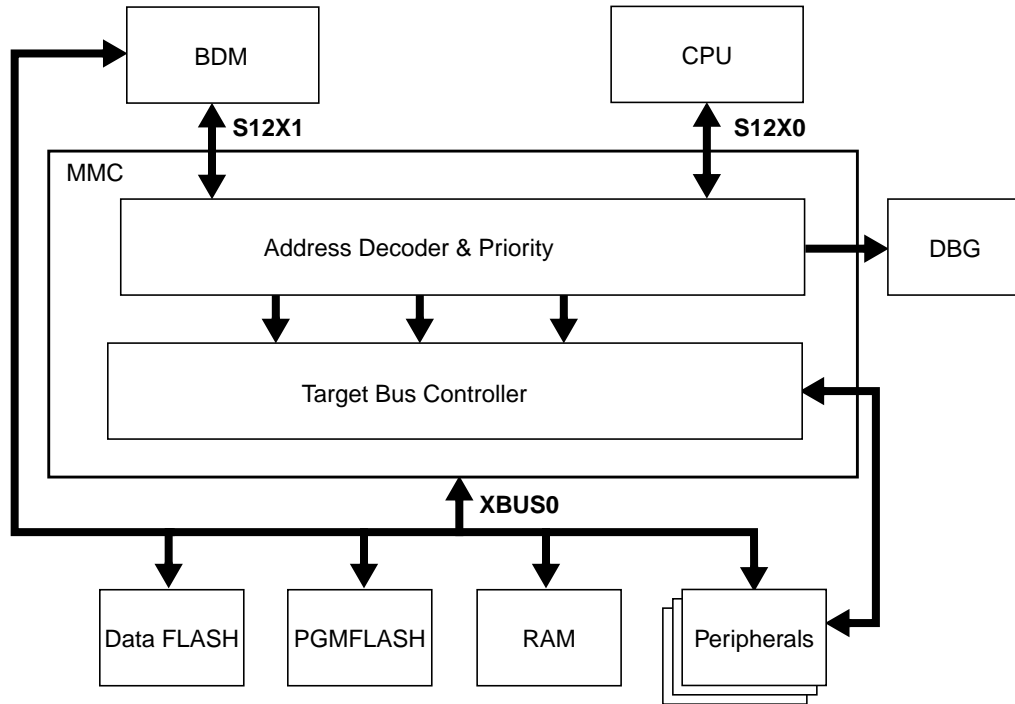 BDM
CPU
S12X1
S12X0
MMC
Address Decoder & Priority
DBG
Target Bus Controller
XBUS0
Data FLASH
PGMFLASH
RAM
Peripherals